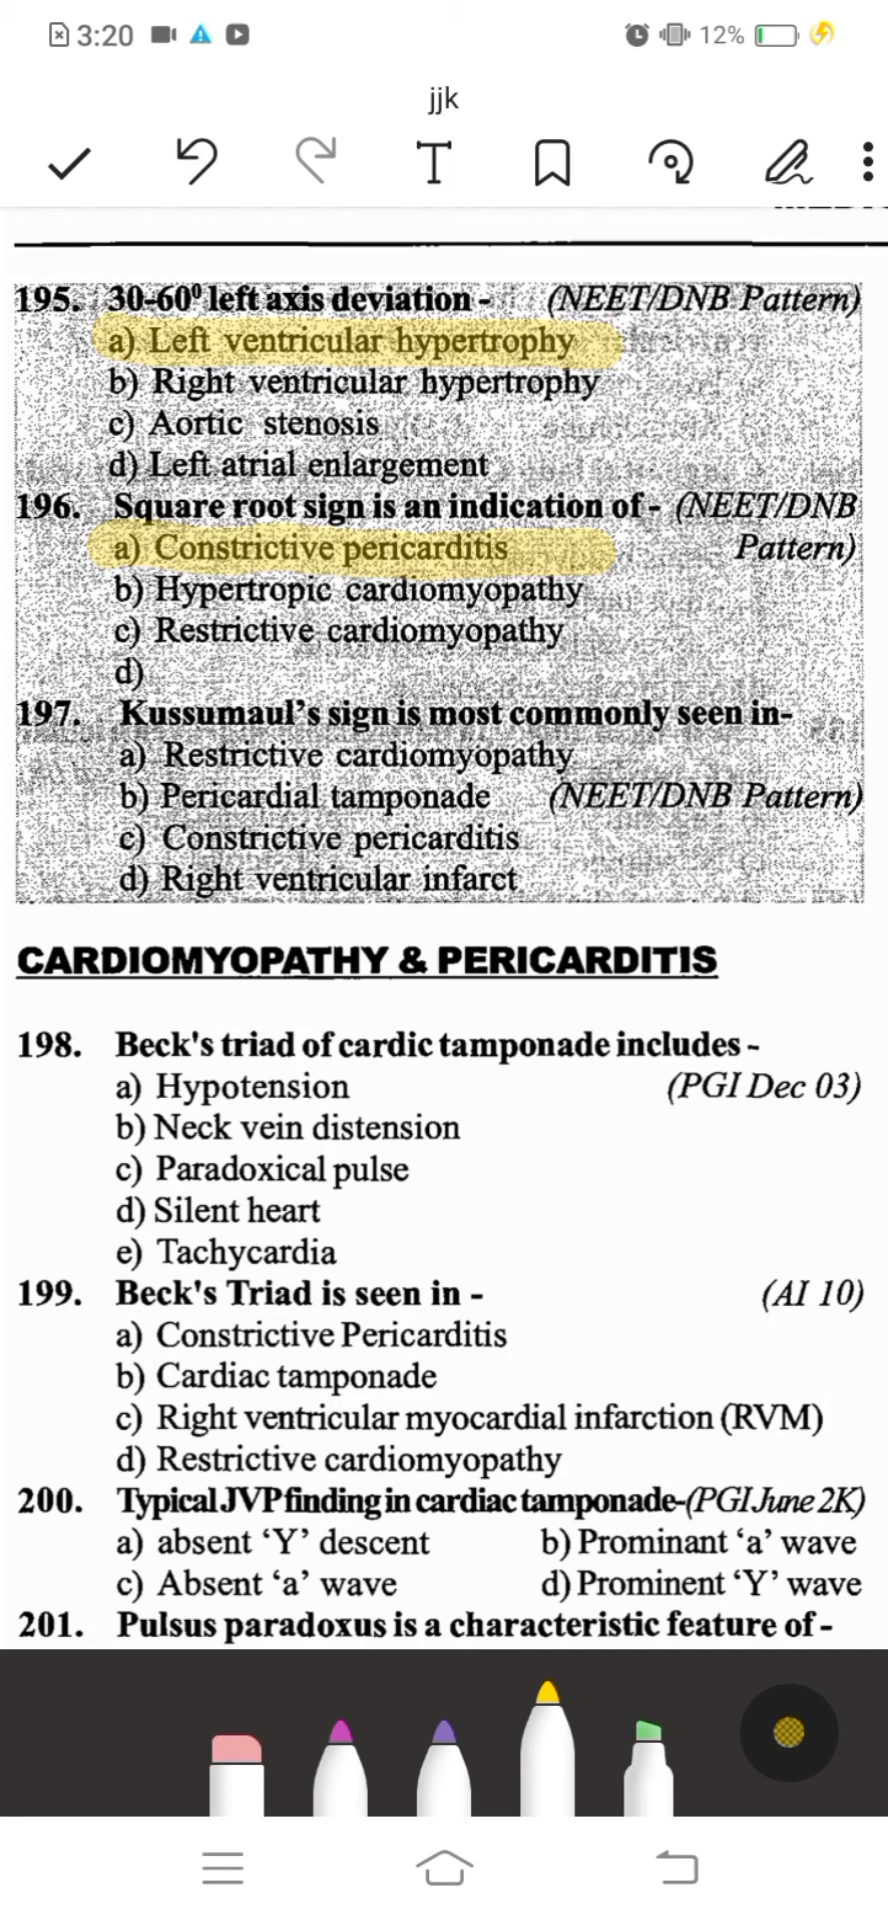 3:20 12%
jjk
195. 30-60⁰ left axis deviation - (NEET/DNB Pattern)
a) Left ventricular hypertrophy
b) Right ventricular hypertrophy
c) Aortic stenosis
d) Left atrial enlargement
196. Square root sign is an indication of - (NEET/DNB
a) Constrictive pericarditis Pattern)
b) Hypertropic cardiomyopathy
c) Restrictive cardiomyopathy
d)
197. Kussumaul's sign is most commonly seen in-
a) Restrictive cardiomyopathy
b) Pericardial tamponade (NEET/DNB Pattern)
c) Constrictive pericarditis
d) Right ventricular infarct
CARDIOMYOPATHY & PERICARDITIS
198. Beck's triad of cardic tamponade includes -
a) Hypotension (PGI Dec 03)
b) Neck vein distension
c) Paradoxical pulse
d) Silent heart
e) Tachycardia
199. Beck's Triad is seen in - (AI 10)
a) Constrictive Pericarditis
b) Cardiac tamponade
c) Right ventricular myocardial infarction (RVM)
d) Restrictive cardiomyopathy
200. Typical JVP finding in cardiac tamponade-(PGI June 2K)
a) absent ‘Y’ descent b) Prominant ‘a’ wave
c) Absent ‘a’ wave d) Prominent ‘Y’ wave
201. Pulsus paradoxus is a characteristic feature of -